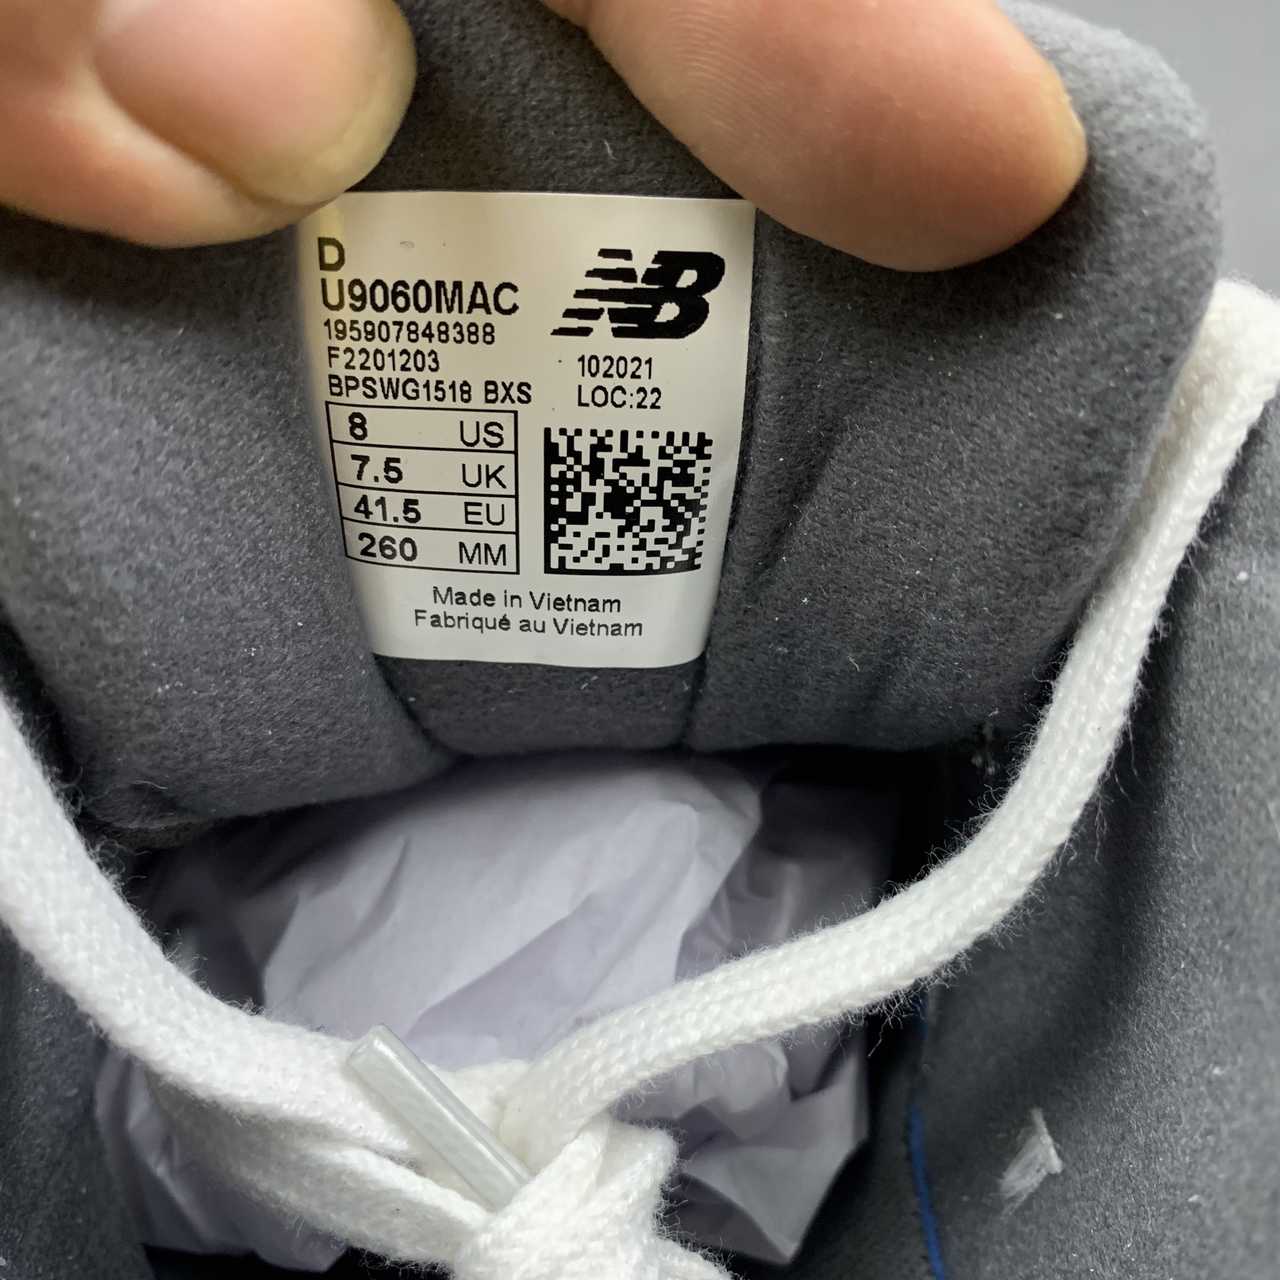 D
U9060MAC
NB
195907848388
F2201203
102021
BPSWG1518 BXS
LOC:22
8 US
7.5 UK
41.5 EU
260 MM
Made in Vietnam
Fabriqué au Vietnam